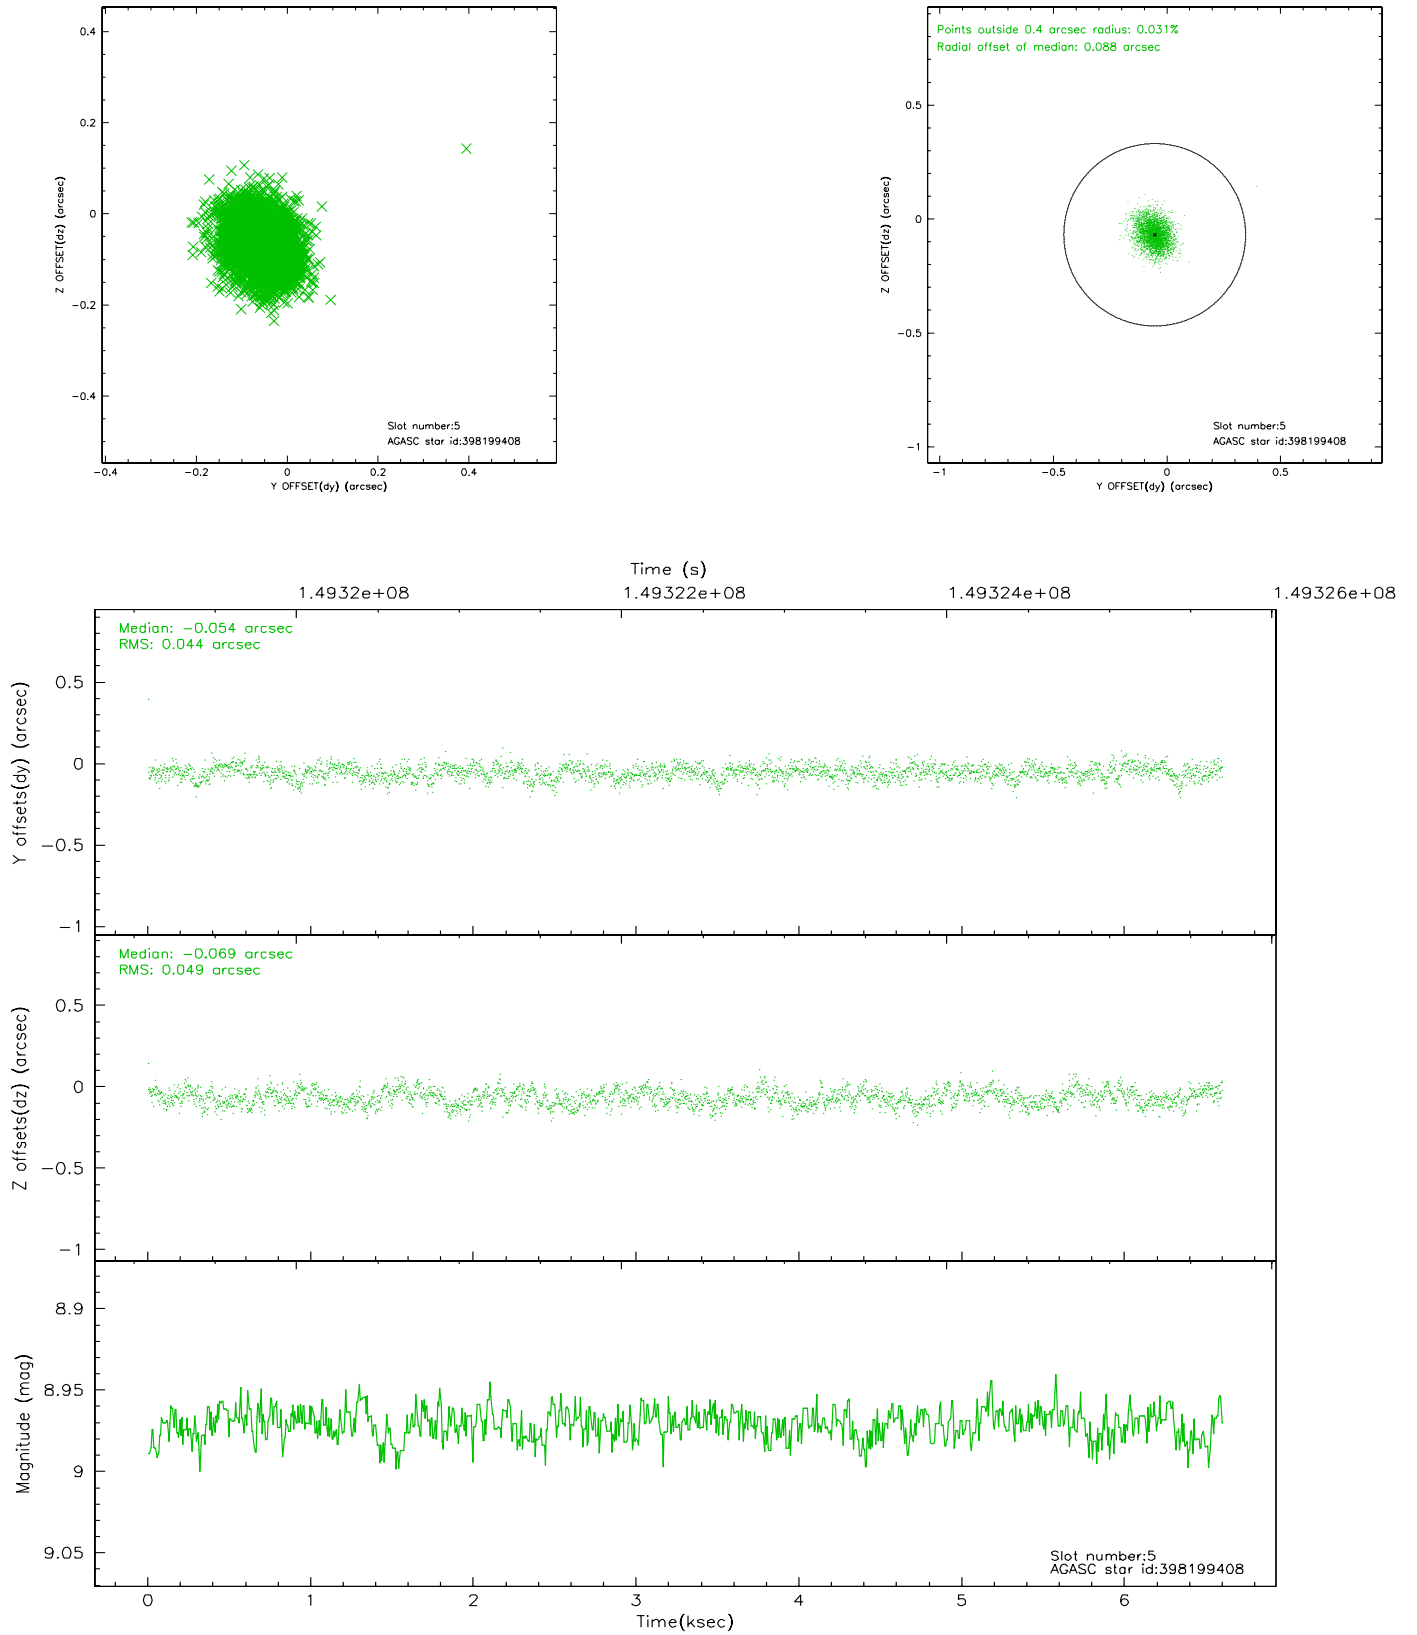 0.4
0.2
0
−0.2
−0.4
Z OFFSET(dz) (arcsec)
Slot number:5
AGASC star id:398199408
−0.4 −0.2 0 0.2 0.4
Y OFFSET(dy) (arcsec)
Points outside 0.4 arcsec radius: 0.031%
Radial offset of median: 0.088 arcsec
0.5
0
−0.5
−1
Z OFFSET(dz) (arcsec)
Slot number:5
AGASC star id:398199408
−1 −0.5 0 0.5
Y OFFSET(dy) (arcsec)
Time (s)
1.4932e+08 1.49322e+08 1.49324e+08 1.49326e+08
Median: −0.054 arcsec
RMS: 0.044 arcsec
0.5
0
−0.5
−1
Y offsets(dy) (arcsec)
Median: −0.069 arcsec
RMS: 0.049 arcsec
0.5
0
−0.5
−1
Z offsets(dz) (arcsec)
8.9
8.95
9
9.05
Magnitude (mag)
Slot number:5
AGASC star id:398199408
0 1 2 3 4 5 6
Time(ksec)